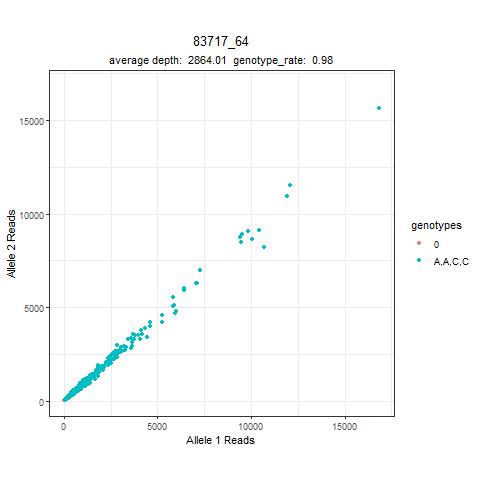 83717_64
average depth:  2864.01  genotype_rate:  0.98
15000
10000
5000
0
Allele 2 Reads
0
5000
10000
15000
Allele 1 Reads
genotypes
0
A,A,C,C